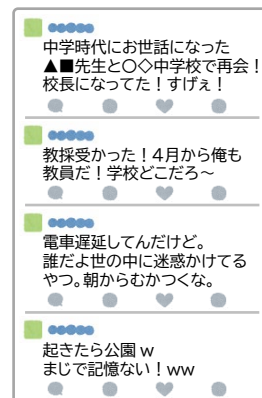 中学時代にお世話になった
▲■先生と〇◇中学校で再会！
校長になってた！すげぇ！
教採受かった！4月から俺も
教員だ！学校どこだろ～
電車遅延してんだけど。
誰だよ世の中に迷惑かけてる
やつ。朝からむかつくな。
起きたら公園ｗ
まじで記憶ない！ｗｗ